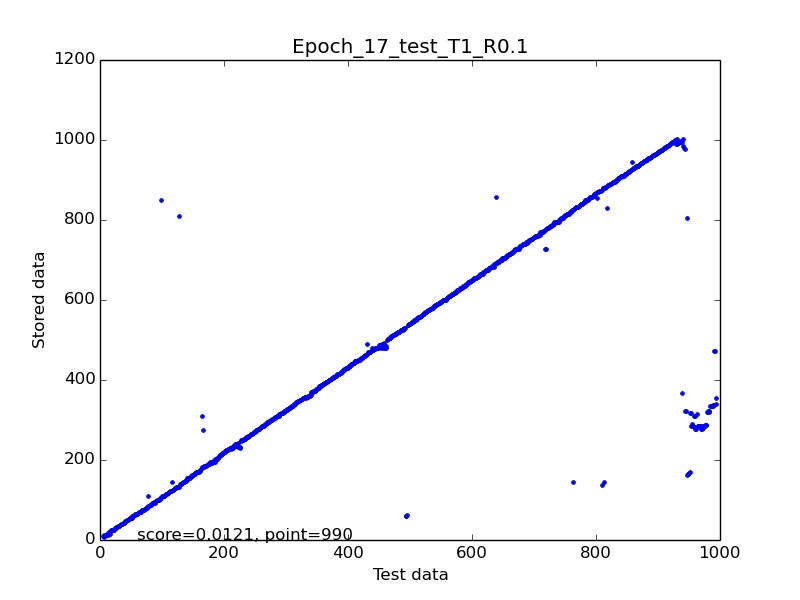 Epoch_17_test_T1_R0.1
1200
1000
800
600
400
200
0
Stored data
score=0.0121, point=990
0 200 400 600 800 1000
Test data